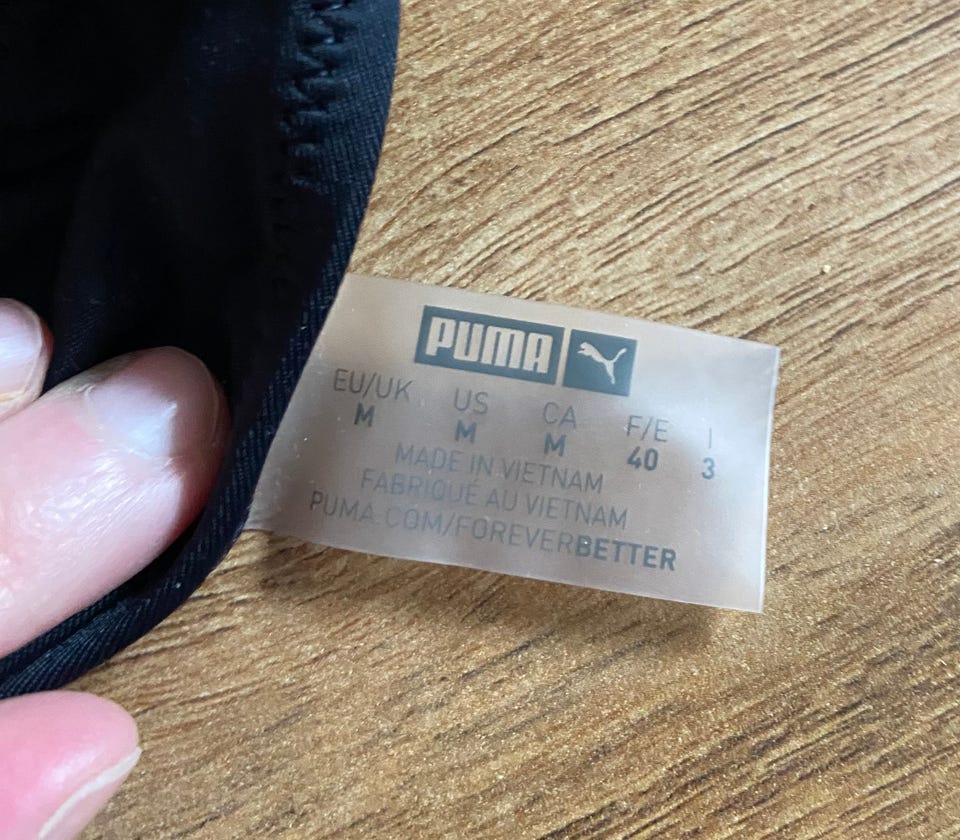 PUMA
EU/UK US CA F/E I
M M M 40 3
MADE IN VIETNAM
FABRIQUÉ AU VIETNAM
PUMA.COM/FOREVERBETTER